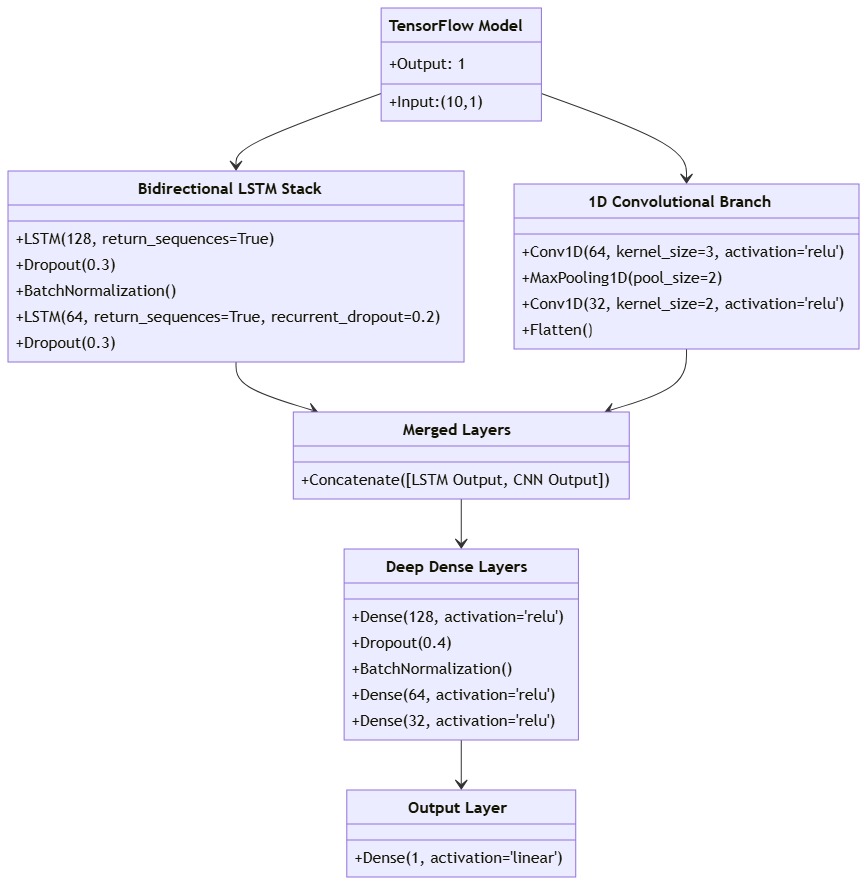 TensorFlow Model
+Output: 1
+Input:(10,1)
Bidirectional LSTM Stack
+LSTM(128, return_sequences=True)
+Dropout(0.3)
+BatchNormalization()
+LSTM(64, return_sequences=True, recurrent_dropout=0.2)
+Dropout(0.3)
1D Convolutional Branch
+Conv1D(64, kernel_size=3, activation='relu')
+MaxPooling1D(pool_size=2)
+Conv1D(32, kernel_size=2, activation='relu')
+Flatten()
Merged Layers
+Concatenate([LSTM Output, CNN Output])
Deep Dense Layers
+Dense(128, activation='relu')
+Dropout(0.4)
+BatchNormalization()
+Dense(64, activation='relu')
+Dense(32, activation='relu')
Output Layer
+Dense(1, activation='linear')